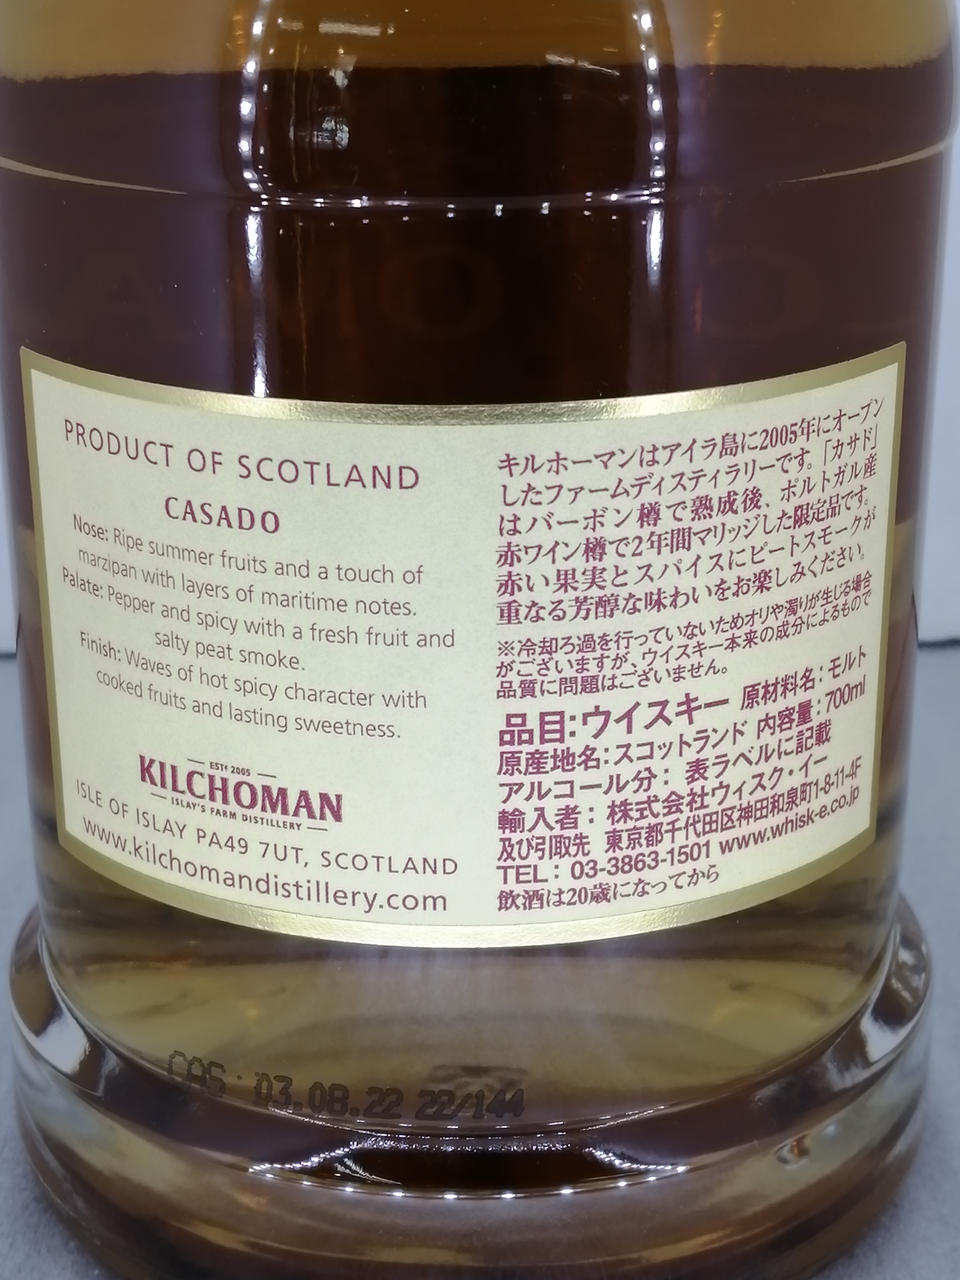 PRODUCT OF SCOTLAND
CASADO
Nose: Ripe summer fruits and a touch of
marzipan with layers of maritime notes.
Palate: Pepper and spicy with a fresh fruit and
salty peat smoke.
Finish: Waves of hot spicy character with
cooked fruits and lasting sweetness.
ESTD 2005
KILCHOMAN
ISLAY'S FARM DISTILLERY
ISLE OF ISLAY PA49 7UT, SCOTLAND
www.kilchomandistillery.com
キルホーマンはアイラ島に2005年にオープン
したファームディスティラリーです。「カサド」
はバーボン樽で熟成後、ポルトガル産
赤ワイン樽で2年間マリッジした限定品です。
赤い果実とスパイスにピートスモークが
重なる芳醇な味わいをお楽しみください。
※冷却ろ過を行っていないためオリや濁りが生じる場合
がございますが、ウイスキー本来の成分によるもので
品質に問題はございません。
品目:ウイスキー 原材料名:モルト
原産地名:スコットランド 内容量:700ml
アルコール分:表ラベルに記載
輸入者:株式会社ウィスク・イー
及び引取先 東京都千代田区神田和泉町1-8-11-4F
TEL:03-3863-1501 www.whisk-e.co.jp
飲酒は20歳になってから
CAS 03.08.22 22/144